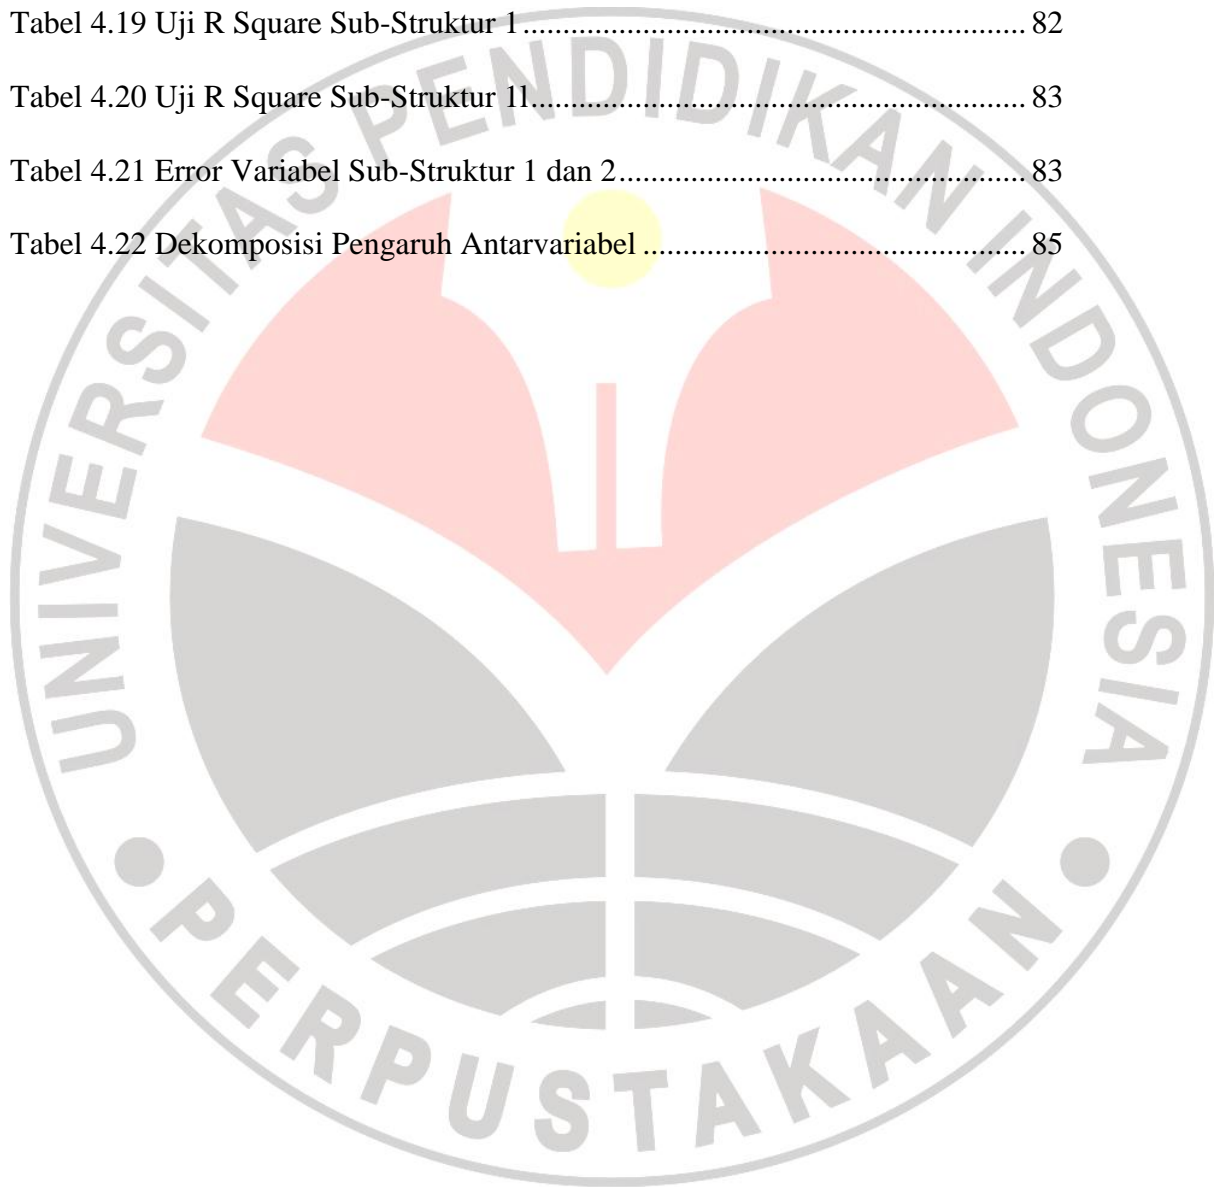 Tabel 4.19 Uji R Square Sub-Struktur 1 ................................................................ 82
Tabel 4.20 Uji R Square Sub-Struktur 1l............................................................... 83
Tabel 4.21 Error Variabel Sub-Struktur 1 dan 2.................................................... 83
Tabel 4.22 Dekomposisi Pengaruh Antarvariabel ................................................. 85
UNIVERSITAS PENDIDIKAN INDONESIA
PERPUSTAKAAN